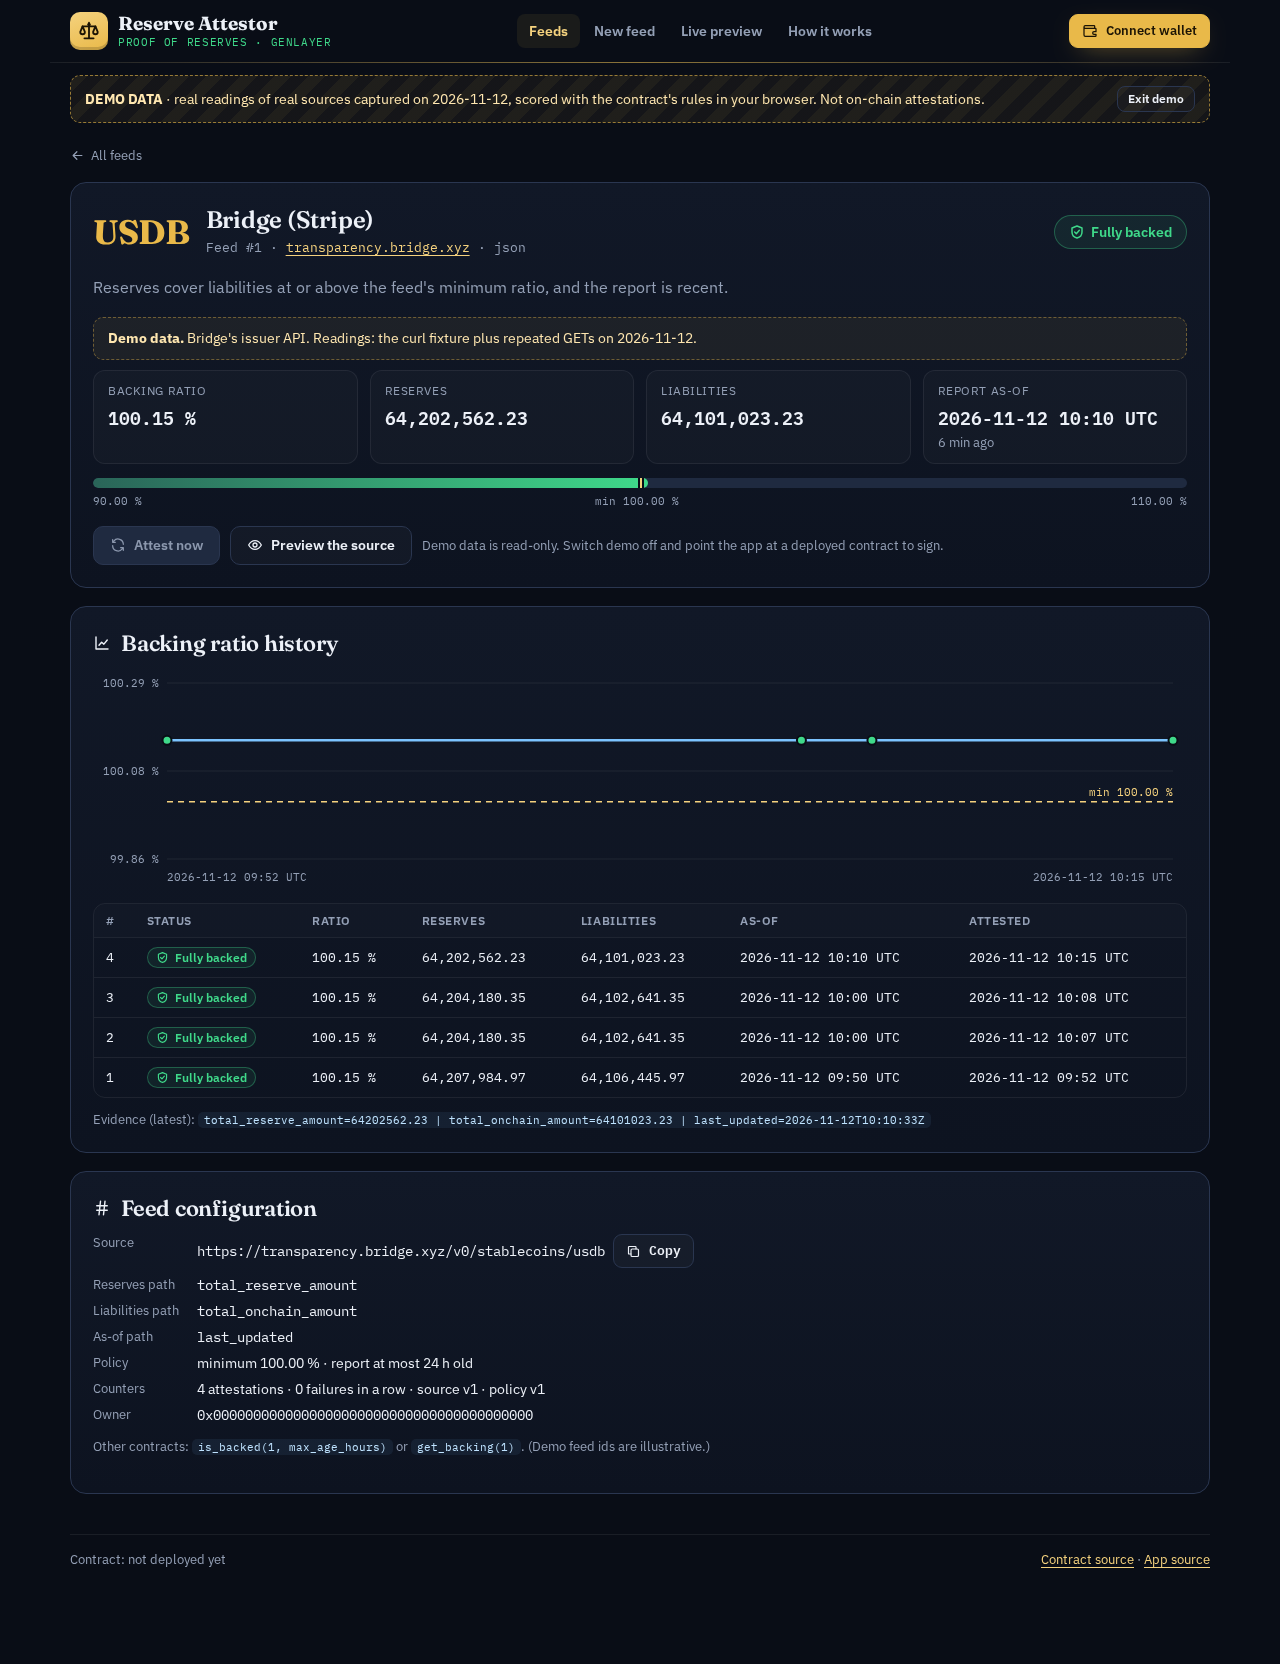 Reserve Attestor
PROOF OF RESERVES · GENLAYER
Feeds
New feed
Live preview
How it works
Connect wallet
DEMO DATA · real readings of real sources captured on 2026-11-12, scored with the contract's rules in your browser. Not on-chain attestations.
Exit demo
← All feeds
USDB
Bridge (Stripe)
Feed #1 · transparency.bridge.xyz · json
Fully backed
Reserves cover liabilities at or above the feed's minimum ratio, and the report is recent.
Demo data. Bridge's issuer API. Readings: the curl fixture plus repeated GETs on 2026-11-12.
BACKING RATIO
100.15 %
RESERVES
64,202,562.23
LIABILITIES
64,101,023.23
REPORT AS-OF
2026-11-12 10:10 UTC
6 min ago
90.00 %
min 100.00 %
110.00 %
Attest now
Preview the source
Demo data is read-only. Switch demo off and point the app at a deployed contract to sign.
Backing ratio history
100.29 %
100.08 %
min 100.00 %
99.86 %
2026-11-12 09:52 UTC
2026-11-12 10:15 UTC
# STATUS RATIO RESERVES LIABILITIES AS-OF ATTESTED
4 Fully backed 100.15 % 64,202,562.23 64,101,023.23 2026-11-12 10:10 UTC 2026-11-12 10:15 UTC
3 Fully backed 100.15 % 64,204,180.35 64,102,641.35 2026-11-12 10:00 UTC 2026-11-12 10:08 UTC
2 Fully backed 100.15 % 64,204,180.35 64,102,641.35 2026-11-12 10:00 UTC 2026-11-12 10:07 UTC
1 Fully backed 100.15 % 64,207,984.97 64,106,445.97 2026-11-12 09:50 UTC 2026-11-12 09:52 UTC
Evidence (latest): total_reserve_amount=64202562.23 | total_onchain_amount=64101023.23 | last_updated=2026-11-12T10:10:33Z
# Feed configuration
Source https://transparency.bridge.xyz/v0/stablecoins/usdb Copy
Reserves path total_reserve_amount
Liabilities path total_onchain_amount
As-of path last_updated
Policy minimum 100.00 % · report at most 24 h old
Counters 4 attestations · 0 failures in a row · source v1 · policy v1
Owner 0x0000000000000000000000000000000000000000
Other contracts: is_backed(1, max_age_hours) or get_backing(1). (Demo feed ids are illustrative.)
Contract: not deployed yet
Contract source · App source